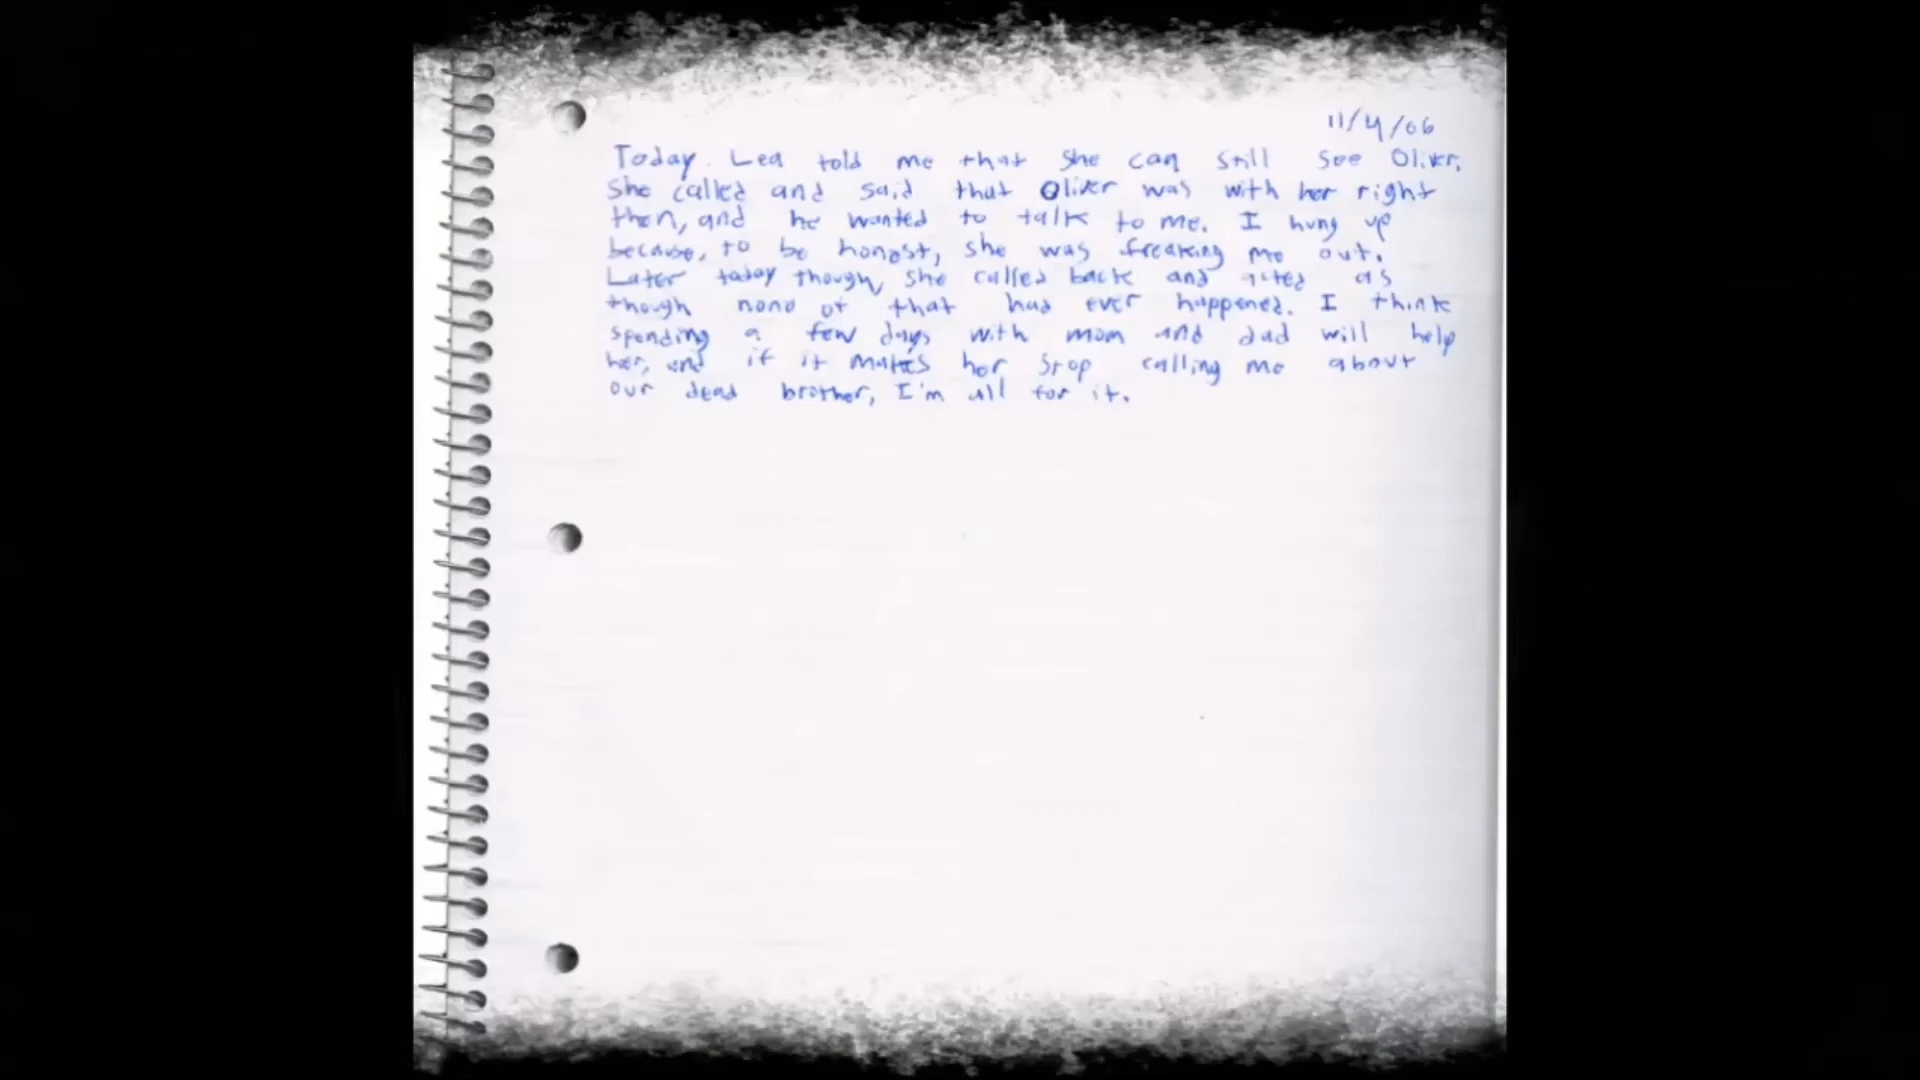 11/4/06
Today Lea told me that she can still see Oliver.
She called and said that Oliver was with her right
then, and he wanted to talk to me. I hung up
because, to be honest, she was freaking me out.
Later today though, she called back and acted as
though none of that had ever happened. I think
spending a few days with mom and dad will help
her, and if it makes her stop calling me about
our dead brother, I'm all for it.